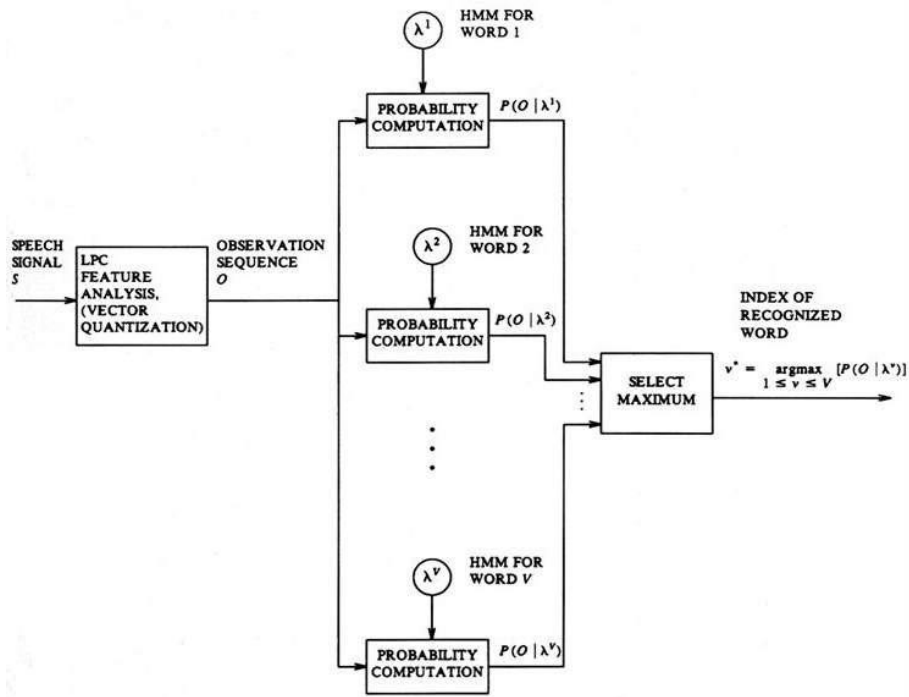 λ¹
HMM FOR
WORD 1
PROBABILITY
COMPUTATION
P(O | λ¹)
SPEECH
SIGNAL
S
LPC
FEATURE
ANALYSIS,
(VECTOR
QUANTIZATION)
OBSERVATION
SEQUENCE
O
λ²
HMM FOR
WORD 2
PROBABILITY
COMPUTATION
P(O | λ²)
SELECT
MAXIMUM
INDEX OF
RECOGNIZED
WORD
v* = argmax [P(O | λᵛ)]
1 ≤ v ≤ V
λⱽ
HMM FOR
WORD V
PROBABILITY
COMPUTATION
P(O | λⱽ)